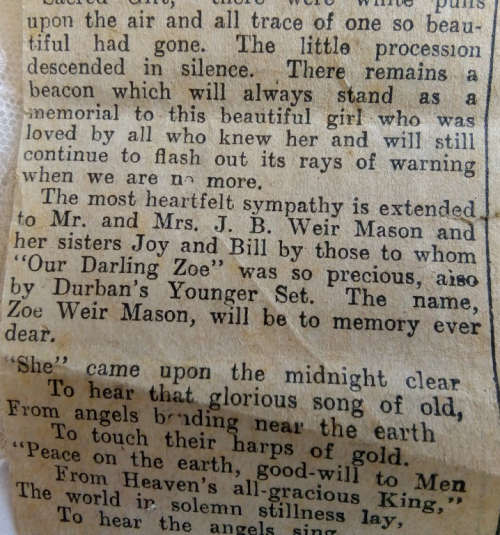 Sacred Gift, there were white puffs
upon the air and all trace of one so beau-
tiful had gone. The little procession
descended in silence. There remains a
beacon which will always stand as a
memorial to this beautiful girl who was
loved by all who knew her and will still
continue to flash out its rays of warning
when we are no more.
The most heartfelt sympathy is extended
to Mr. and Mrs. J. B. Weir Mason and
her sisters Joy and Bill by those to whom
"Our Darling Zoe" was so precious, also
by Durban's Younger Set. The name,
Zoe Weir Mason, will be to memory ever
dear.
"She" came upon the midnight clear
To hear that glorious song of old,
From angels bending near the earth
To touch their harps of gold.
"Peace on the earth, good-will to Men
From Heaven's all-gracious King,"
The world in solemn stillness lay,
To hear the angels sing